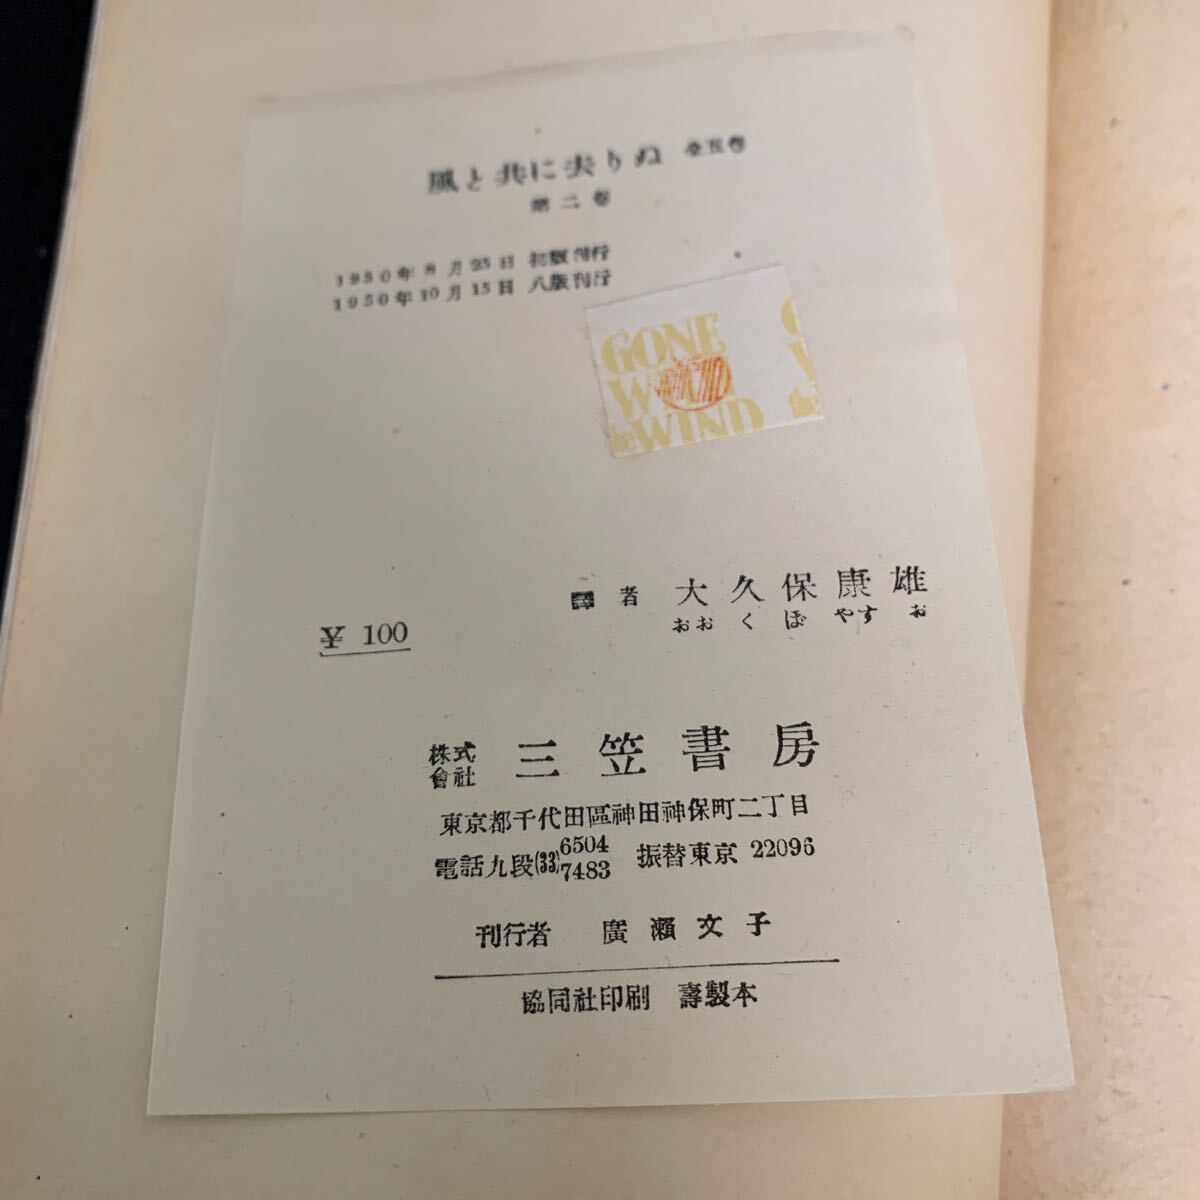 風と共に去りぬ 全五卷
第二卷
1950年8月25日 初版刊行
1950年10月15日 八版刊行
GONE
WIND
the
譯者 大久保康雄
おおくぼやすお
¥ 100
株式會社 三笠書房
東京都千代田區神田神保町二丁目
電話九段(33)6504 7483 振替東京 22096
刊行者 廣瀨文子
協同社印刷 壽製本